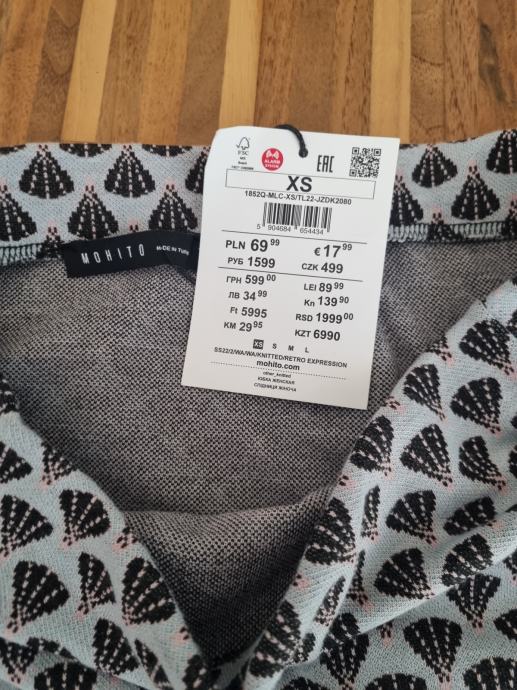 FSC
ALARM
SYSTEM
EAC
XS
1852Q-MLC-XS/TL22-JZDK2080
5 904684 654434
PLN 69 99 € 17 99
РУБ 1599 CZK 499
ГРН 599 00 LEI 89 99
ЛВ 34 99 Kn 139 90
Ft 5995 RSD 1999 00
KM 29 95 KZT 6990
XS S M L
SS22/2/WA/WA/KNITTED/RETRO EXPRESSION
mohito.com
other_knitted
ЮБКА ЖЕНСКАЯ
СПІДНИЦЯ ЖІНОЧА
MOHITO
MADE IN